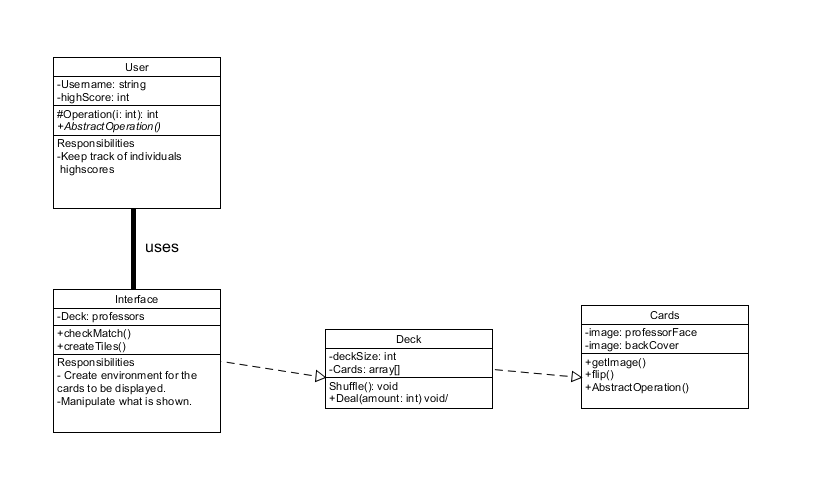 User
-Username: string
-highScore: int
#Operation(i: int): int
+AbstractOperation()
Responsibilities
-Keep track of individuals
highscores
uses
Interface
-Deck: professors
+checkMatch()
+createTiles()
Responsibilities
- Create environment for the
cards to be displayed.
-Manipulate what is shown.
Deck
-deckSize: int
-Cards: array[]
Shuffle(): void
+Deal(amount: int) void/
Cards
-image: professorFace
-image: backCover
+getImage()
+flip()
+AbstractOperation()